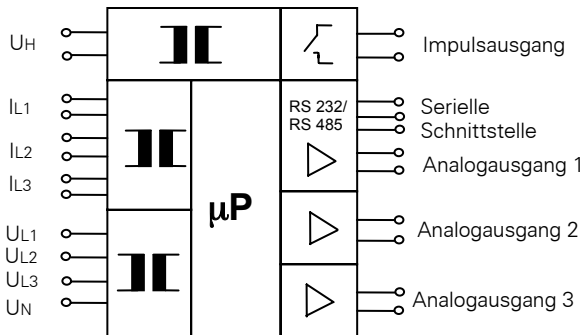 UH
Impulsausgang
IL1
IL2
IL3
RS 232/
RS 485
Serielle
Schnittstelle
Analogausgang 1
µP
UL1
UL2
UL3
UN
Analogausgang 2
Analogausgang 3